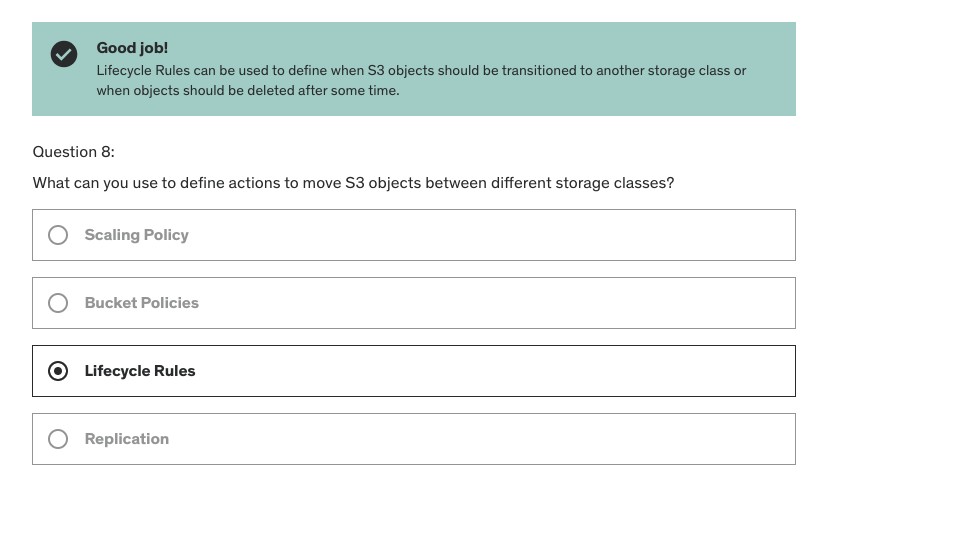 Good job!
Lifecycle Rules can be used to define when S3 objects should be transitioned to another storage class or
when objects should be deleted after some time.
Question 8:
What can you use to define actions to move S3 objects between different storage classes?
Scaling Policy
Bucket Policies
Lifecycle Rules
Replication